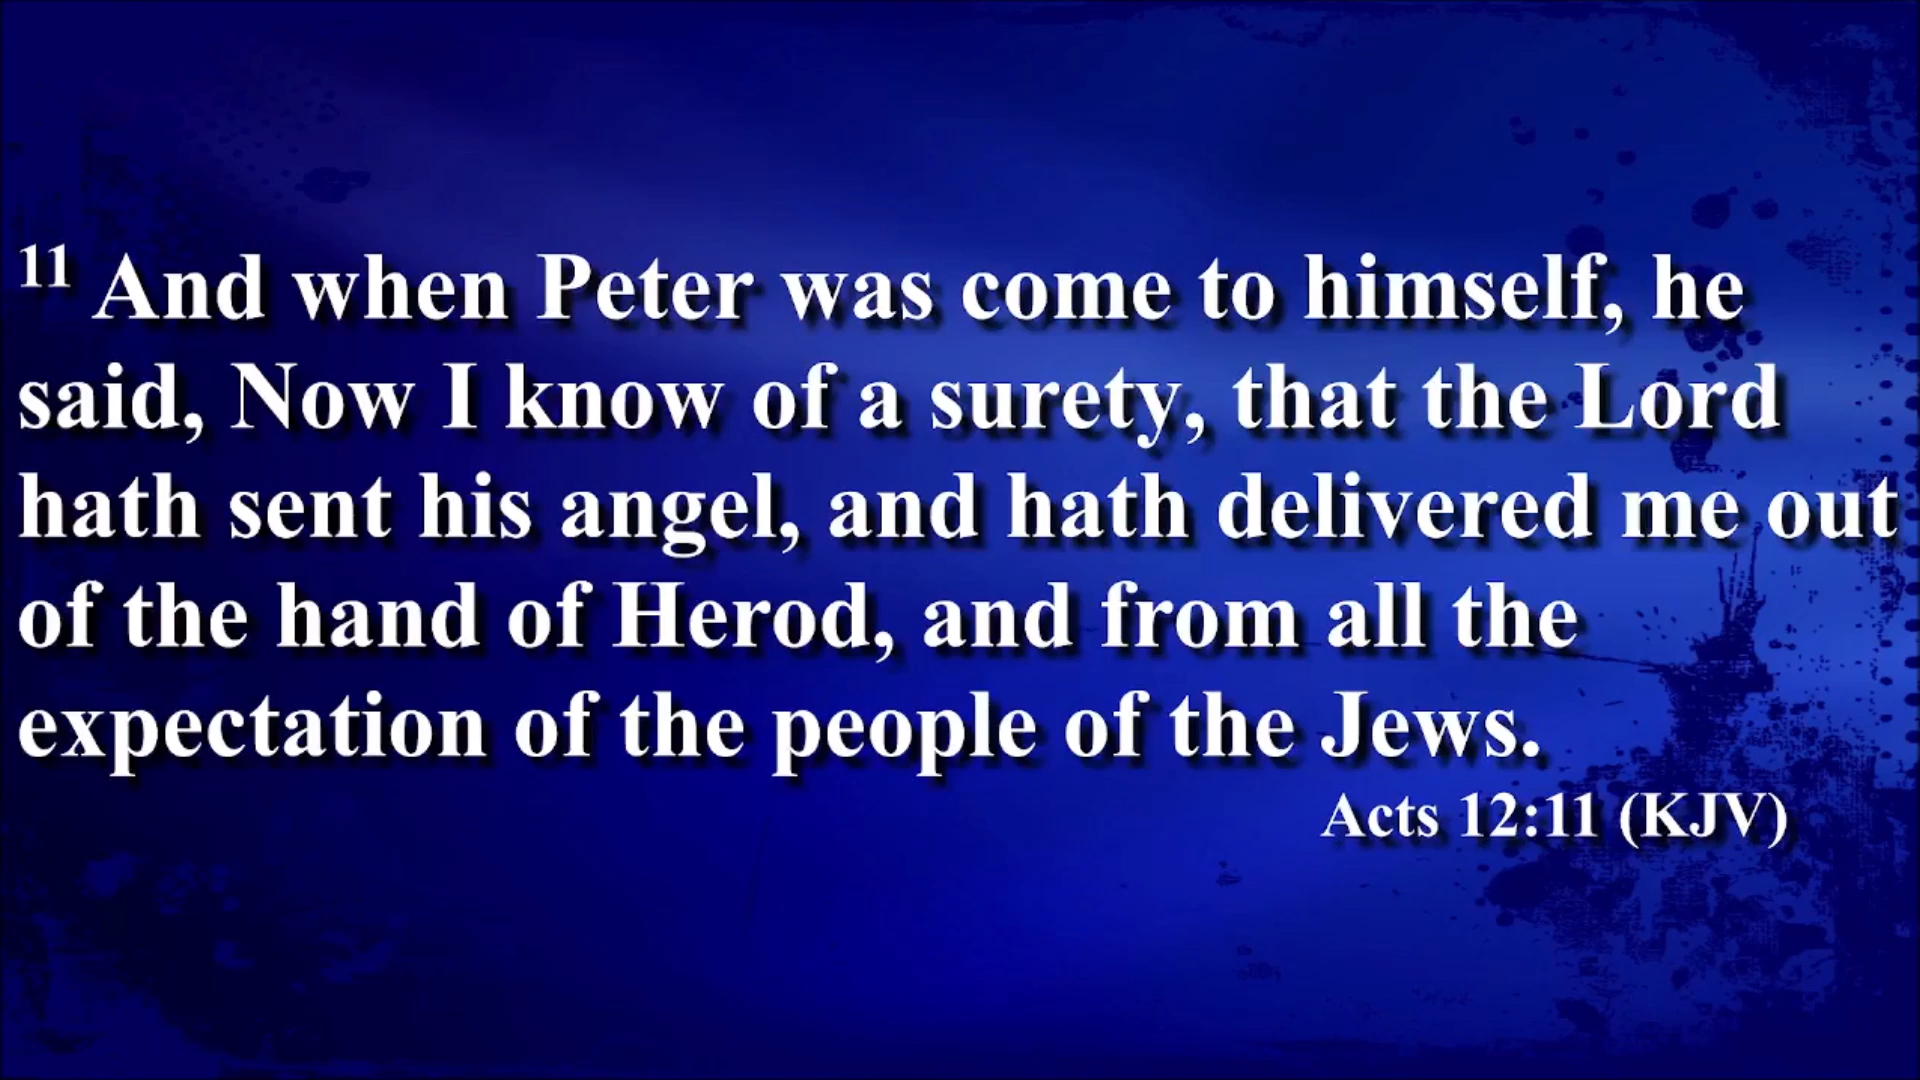 11 And when Peter was come to himself, he
said, Now I know of a surety, that the Lord
hath sent his angel, and hath delivered me out
of the hand of Herod, and from all the
expectation of the people of the Jews.
Acts 12:11 (KJV)